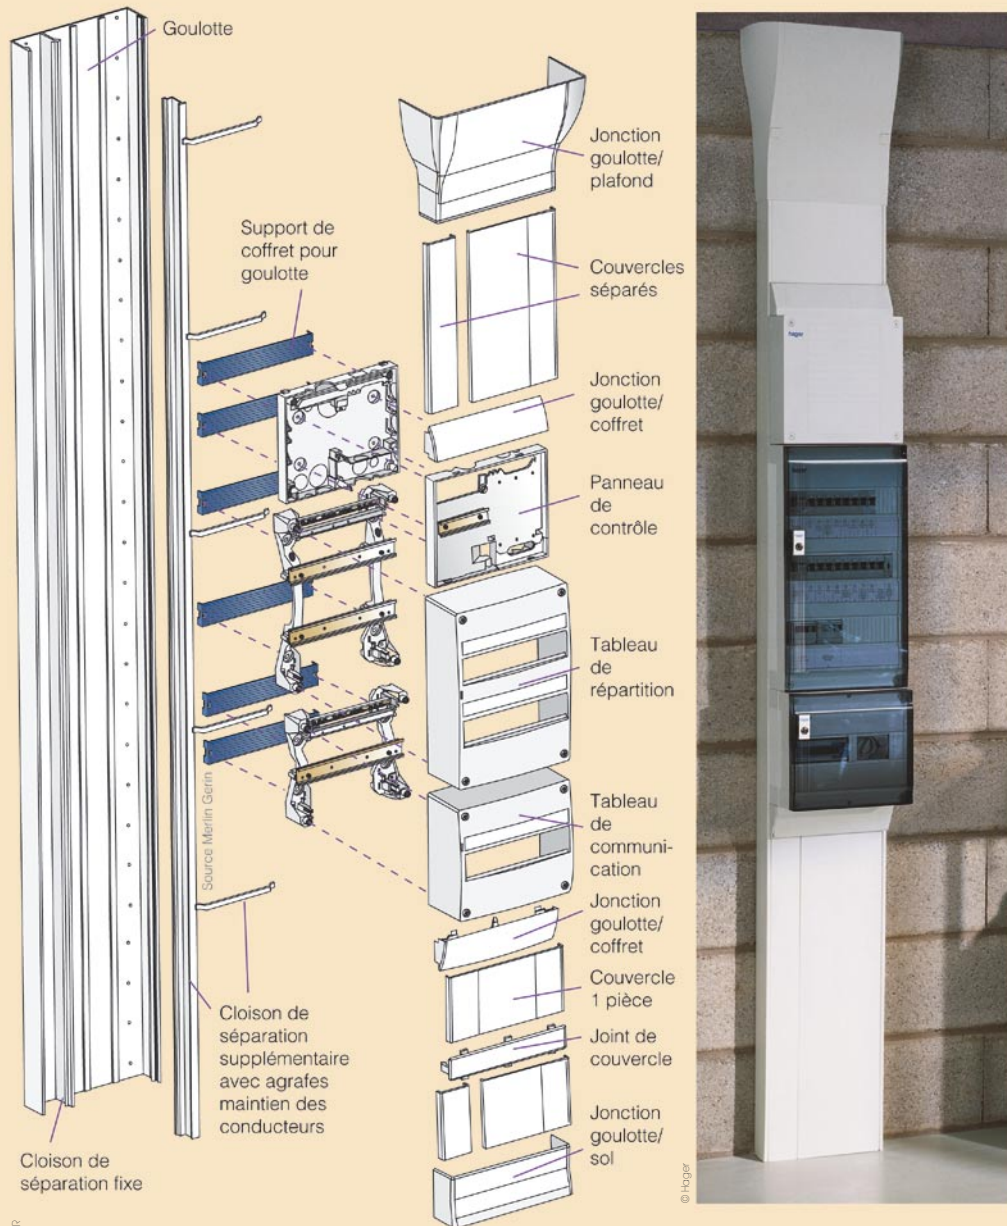 Goulotte
Jonction
goulotte/
plafond
Support de
coffret pour
goulotte
Couvercles
séparés
Jonction
goulotte/
coffret
hager
Panneau
de
contrôle
hager
Tableau
de
répartition
Source Merlin Gerin
Tableau
de
communi-
cation
Jonction
goulotte/
coffret
Couvercle
1 pièce
Cloison de
séparation
supplémentaire
avec agrafes
maintien des
conducteurs
Joint de
couvercle
Cloison de
séparation fixe
Jonction
goulotte/
sol
© Hager